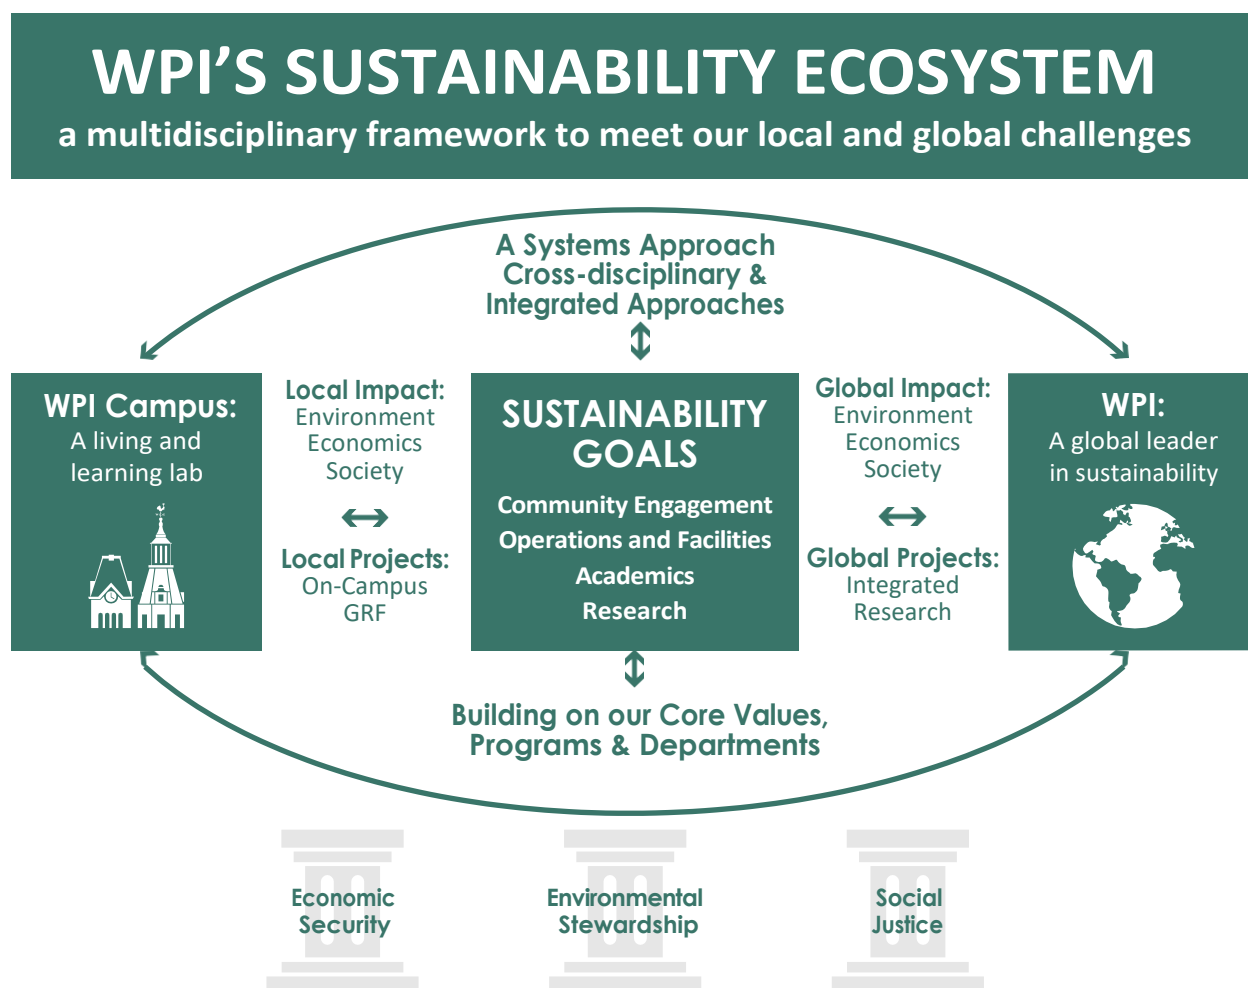 WPI'S SUSTAINABILITY ECOSYSTEM
a multidisciplinary framework to meet our local and global challenges
A Systems Approach
Cross-disciplinary &
Integrated Approaches
WPI Campus:
A living and
learning lab
Local Impact:
Environment
Economics
Society
Local Projects:
On-Campus
GRF
SUSTAINABILITY
GOALS
Community Engagement
Operations and Facilities
Academics
Research
Global Impact:
Environment
Economics
Society
Global Projects:
Integrated
Research
WPI:
A global leader
in sustainability
Building on our Core Values,
Programs & Departments
Economic
Security
Environmental
Stewardship
Social
Justice